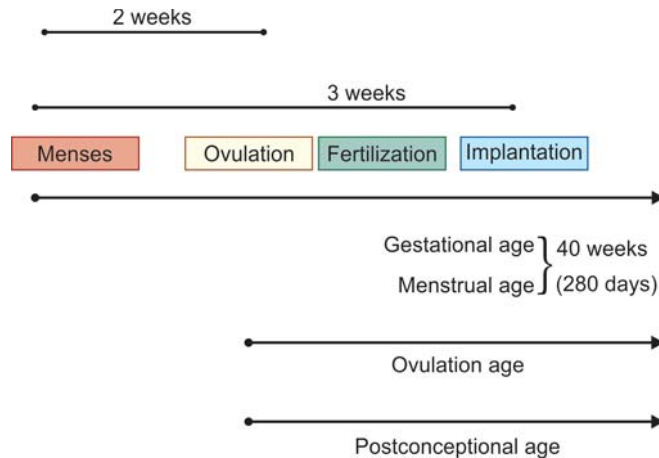 2 weeks
3 weeks
Menses
Ovulation
Fertilization
Implantation
Gestational age
Menstrual age
40 weeks
(280 days)
Ovulation age
Postconceptional age